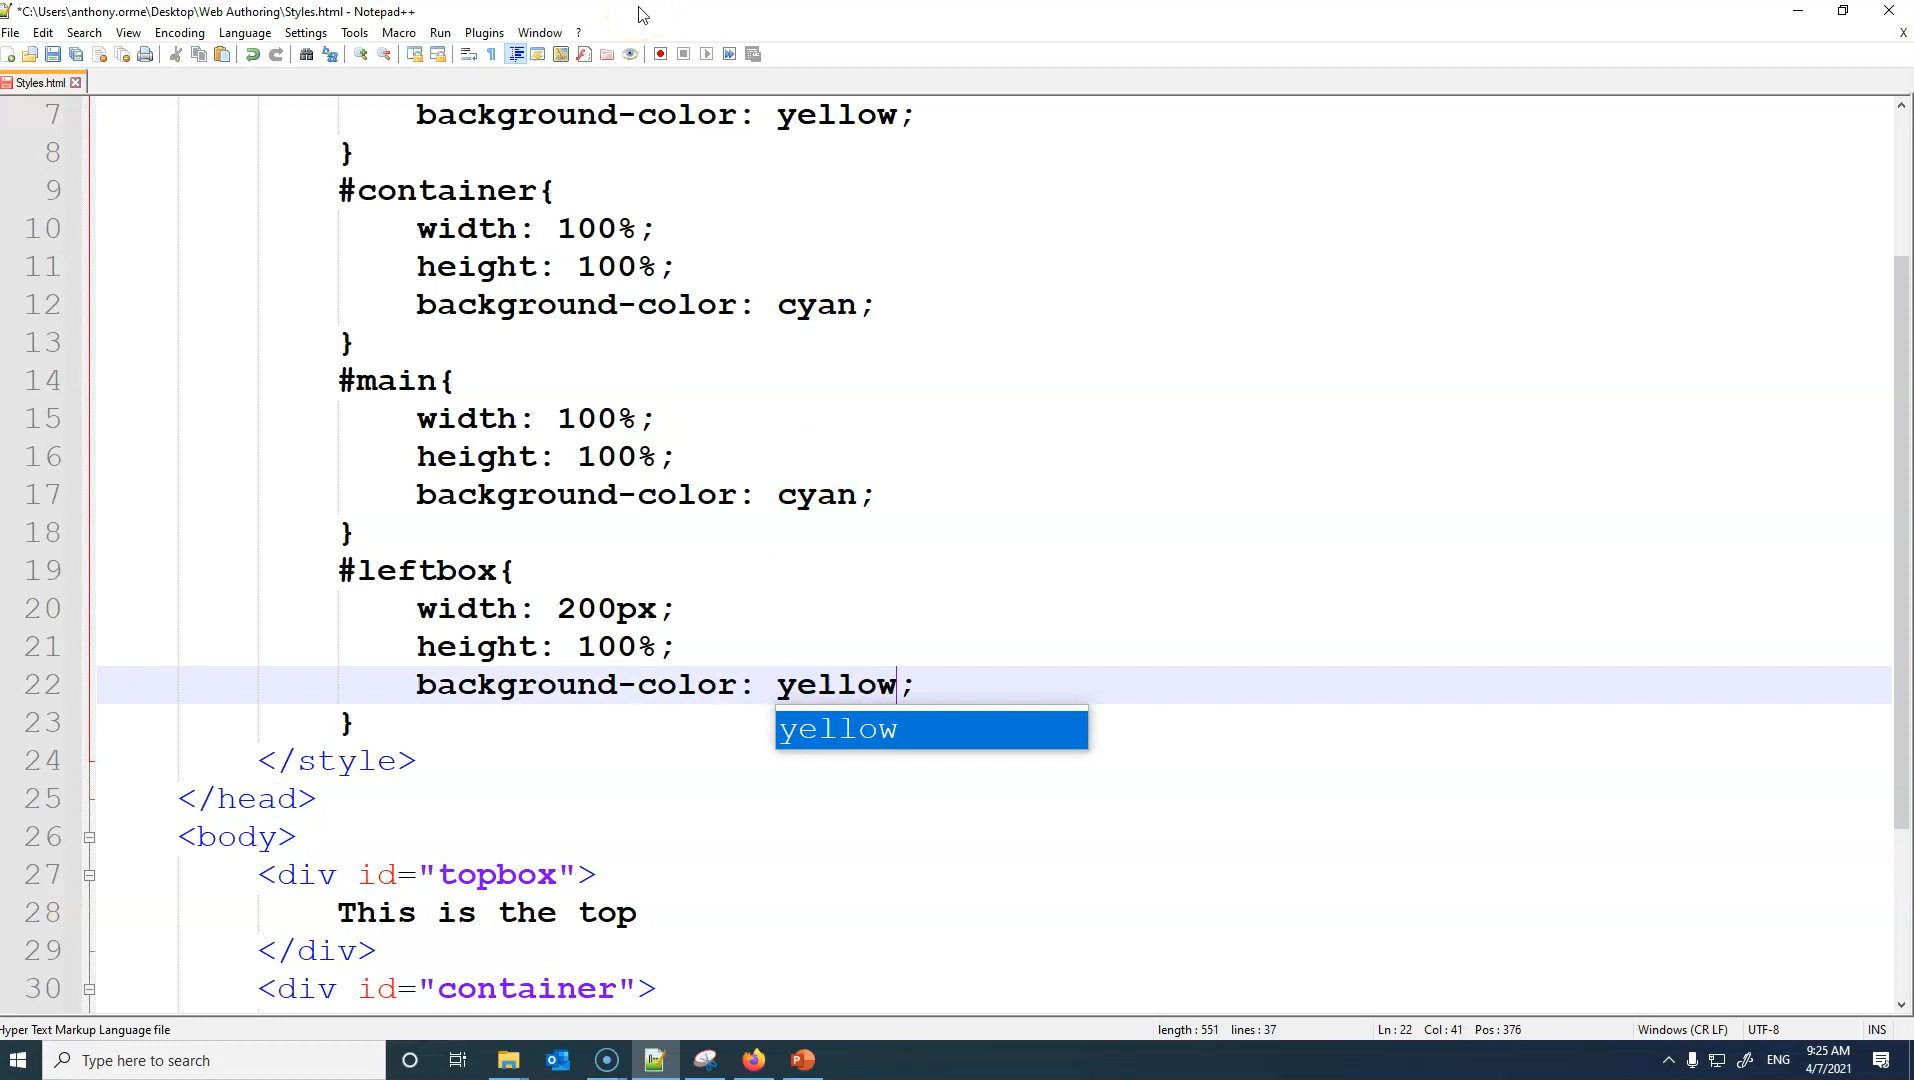 *C:\Users\anthony.orme\Desktop\Web Authoring\Styles.html - Notepad++
File Edit Search View Encoding Language Settings Tools Macro Run Plugins Window ? X
Styles.html
7 background-color: yellow;
8 }
9 #container{
10 width: 100%;
11 height: 100%;
12 background-color: cyan;
13 }
14 #main{
15 width: 100%;
16 height: 100%;
17 background-color: cyan;
18 }
19 #leftbox{
20 width: 200px;
21 height: 100%;
22 background-color: yellow;
yellow
23 }
24 </style>
25 </head>
26 <body>
27 <div id="topbox">
28 This is the top
29 </div>
30 <div id="container">
Hyper Text Markup Language file length : 551 lines : 37 Ln : 22 Col : 41 Pos : 376 Windows (CR LF) UTF-8 INS
Type here to search ENG 9:25 AM
4/7/2021